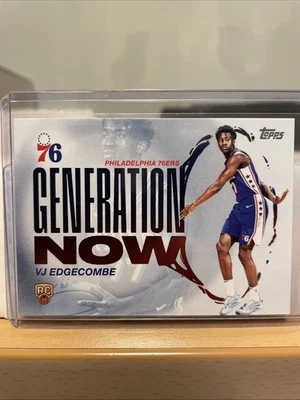 76
topps
PHILADELPHIA 76ERS
GENERATION
NOW
VJ EDGECOMBE
RC